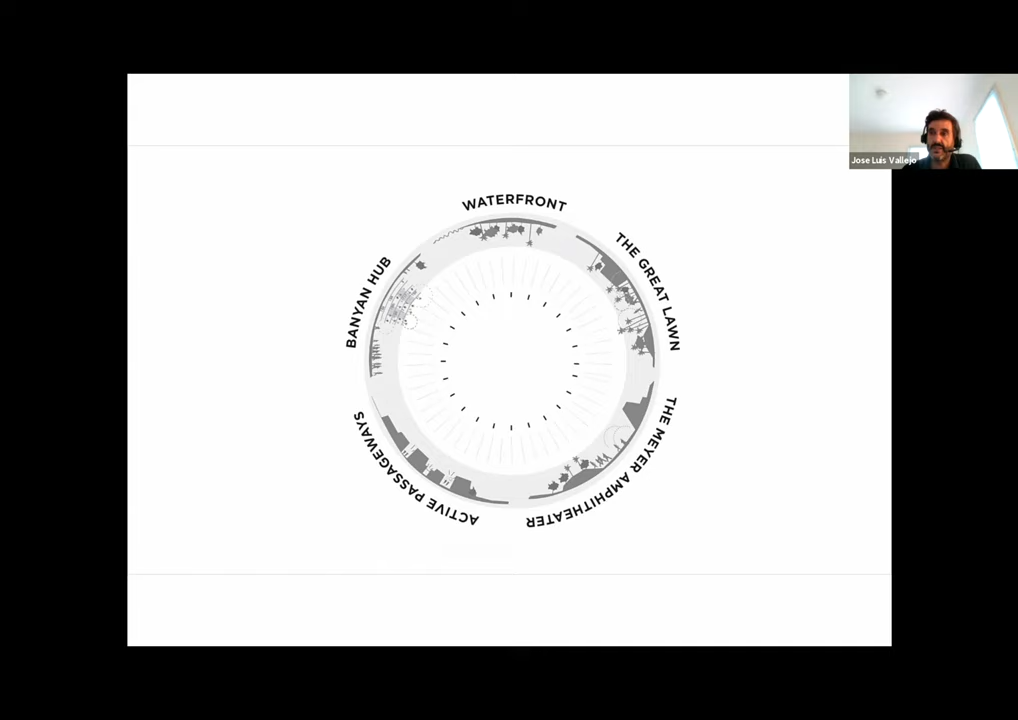 Jose Luis Vallejo
WATERFRONT
THE GREAT LAWN
THE MEYER AMPHITHEATER
ACTIVE PASSAGEWAYS
BANYAN HUB